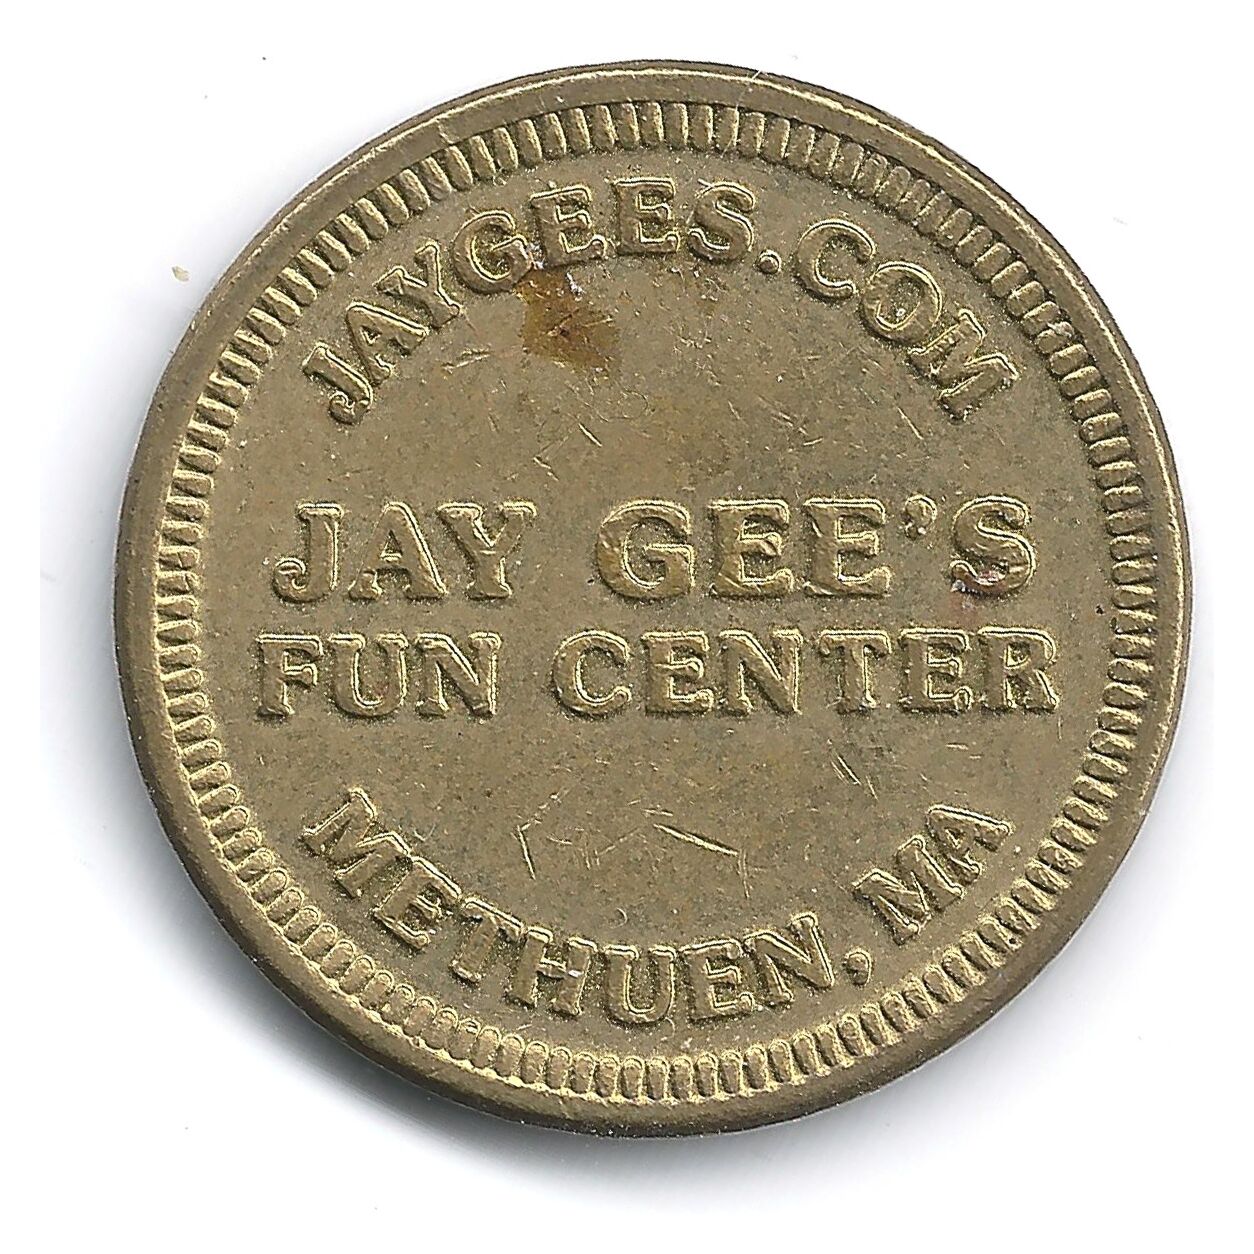 JAYGEES.COM
JAY GEE'S
FUN CENTER
METHUEN, MA